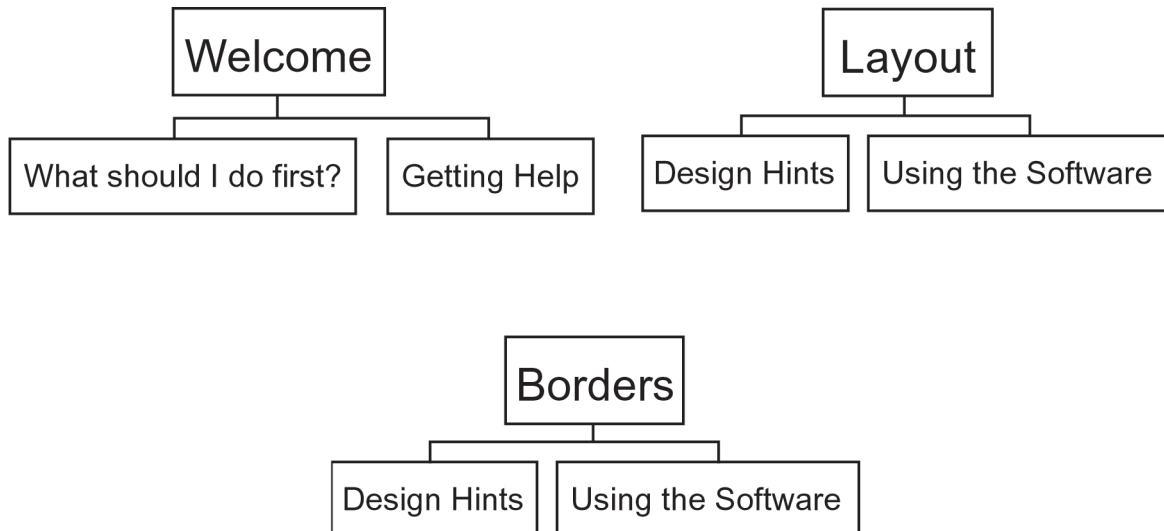 Welcome
Layout
What should I do first?
Getting Help
Design Hints
Using the Software
Borders
Design Hints
Using the Software